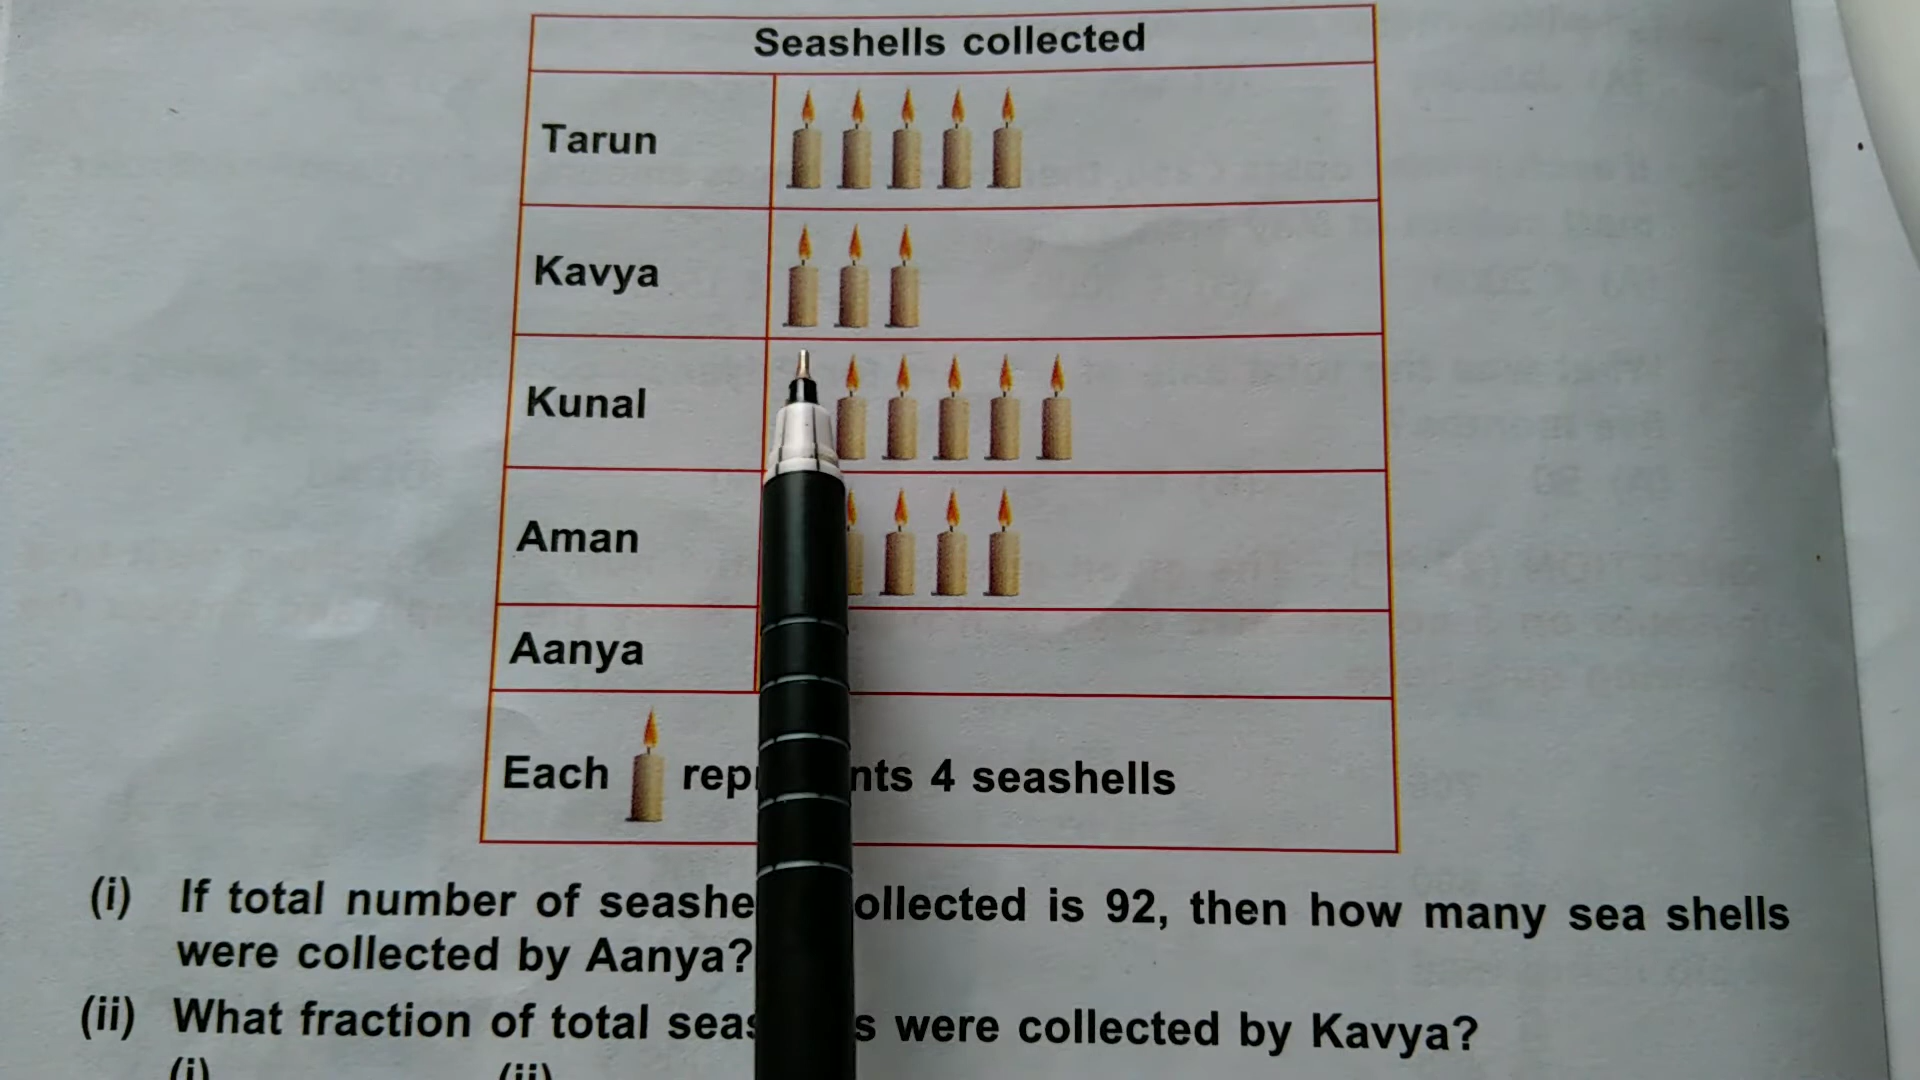 Seashells collected
Tarun
Kavya
Kunal
Aman
Aanya
Each rep nts 4 seashells
(i) If total number of seashe ollected is 92, then how many sea shells
were collected by Aanya?
(ii) What fraction of total seas s were collected by Kavya?
(i) (ii)